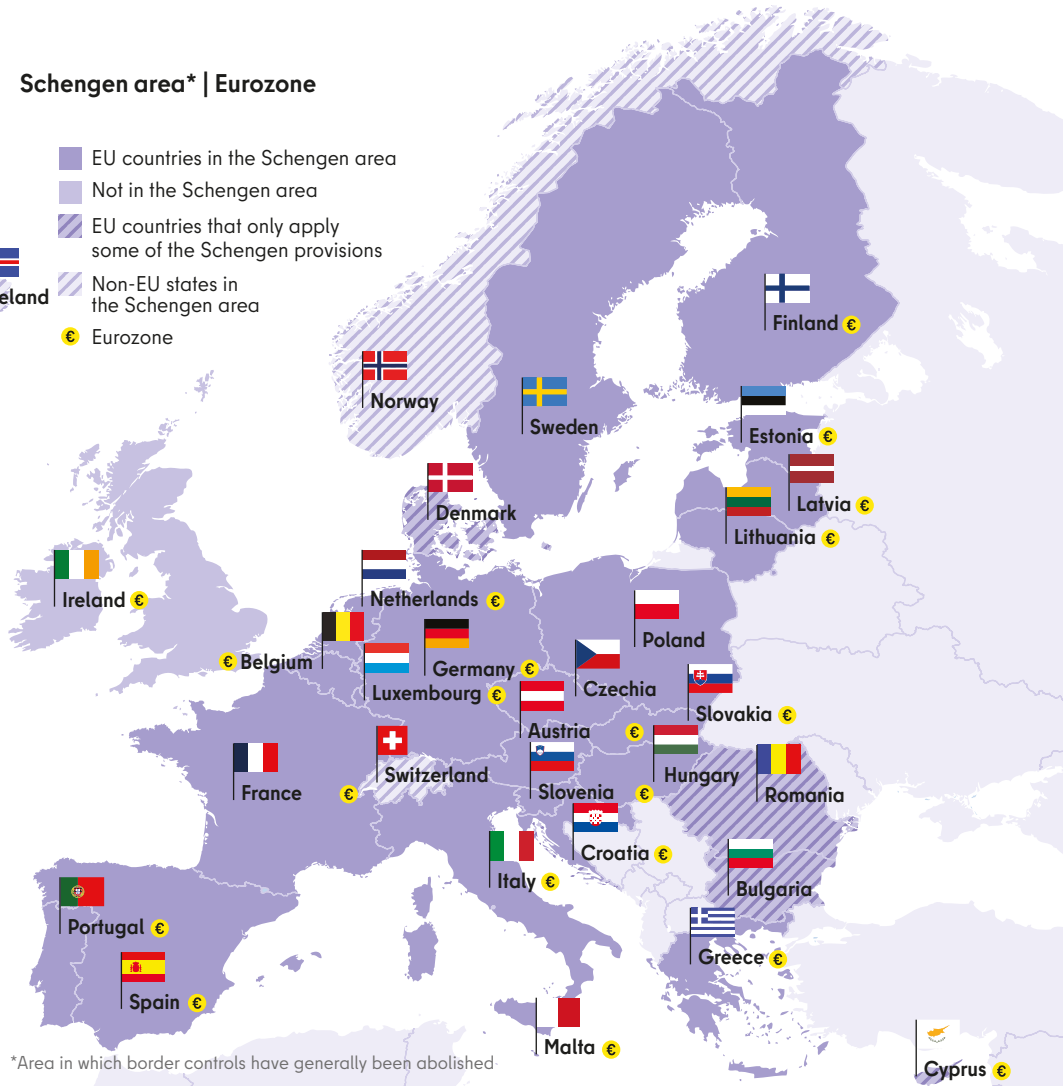 Schengen area* | Eurozone
EU countries in the Schengen area
Not in the Schengen area
EU countries that only apply
some of the Schengen provisions
Non-EU states in
the Schengen area
€ Eurozone
eland
Finland €
Norway
Sweden
Estonia €
Latvia €
Denmark
Lithuania €
Ireland €
Netherlands €
Poland
€ Belgium
Germany €
Luxembourg €
Czechia
Slovakia €
Austria €
Switzerland
Hungary
France €
Slovenia €
Romania
Croatia €
Italy €
Bulgaria
Portugal €
Greece €
Spain €
Malta €
*Area in which border controls have generally been abolished
Cyprus €